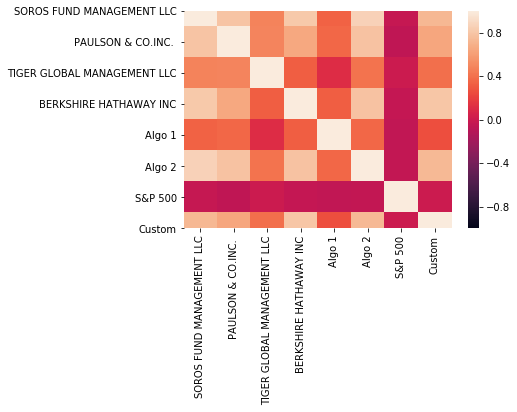 SOROS FUND MANAGEMENT LLC
PAULSON & CO.INC.
TIGER GLOBAL MANAGEMENT LLC
BERKSHIRE HATHAWAY INC
Algo 1
Algo 2
S&P 500
Custom
SOROS FUND MANAGEMENT LLC
PAULSON & CO.INC.
TIGER GLOBAL MANAGEMENT LLC
BERKSHIRE HATHAWAY INC
Algo 1
Algo 2
S&P 500
Custom
0.8
0.4
0.0
−0.4
−0.8